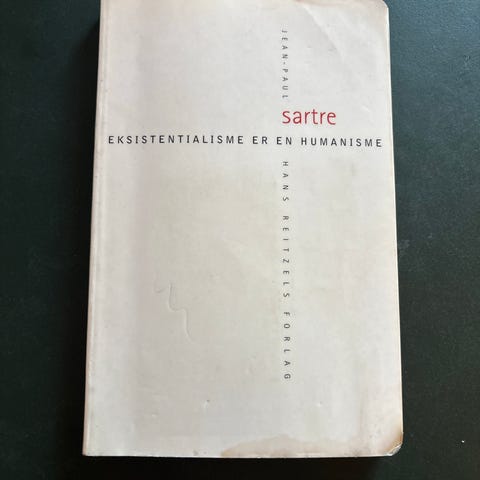 JEAN-PAUL
sartre
EKSISTENTIALISME ER EN HUMANISME
HANS REITZELS FORLAG